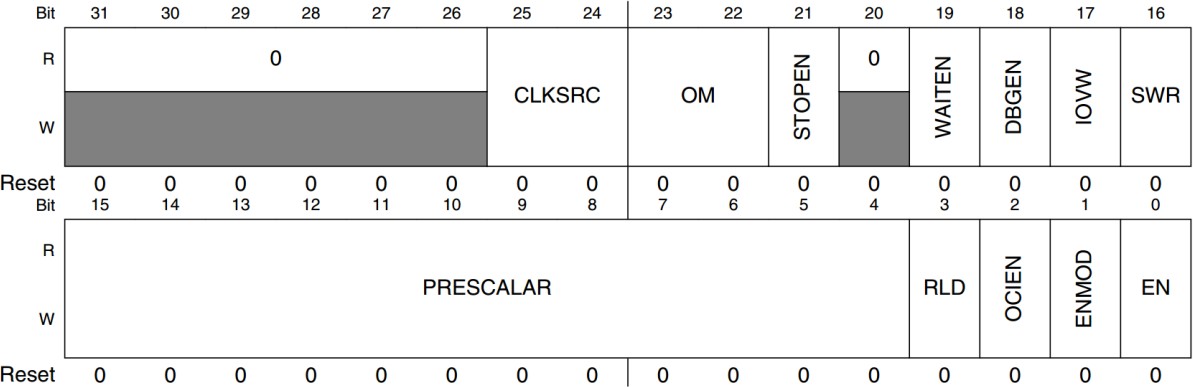 Bit 31 30 29 28 27 26 25 24 23 22 21 20 19 18 17 16
R 0 0
CLKSRC OM STOPEN WAITEN DBGEN IOVW SWR
W
Reset 0 0 0 0 0 0 0 0 0 0 0 0 0 0 0 0
Bit 15 14 13 12 11 10 9 8 7 6 5 4 3 2 1 0
R
PRESCALAR RLD OCIEN ENMOD EN
W
Reset 0 0 0 0 0 0 0 0 0 0 0 0 0 0 0 0